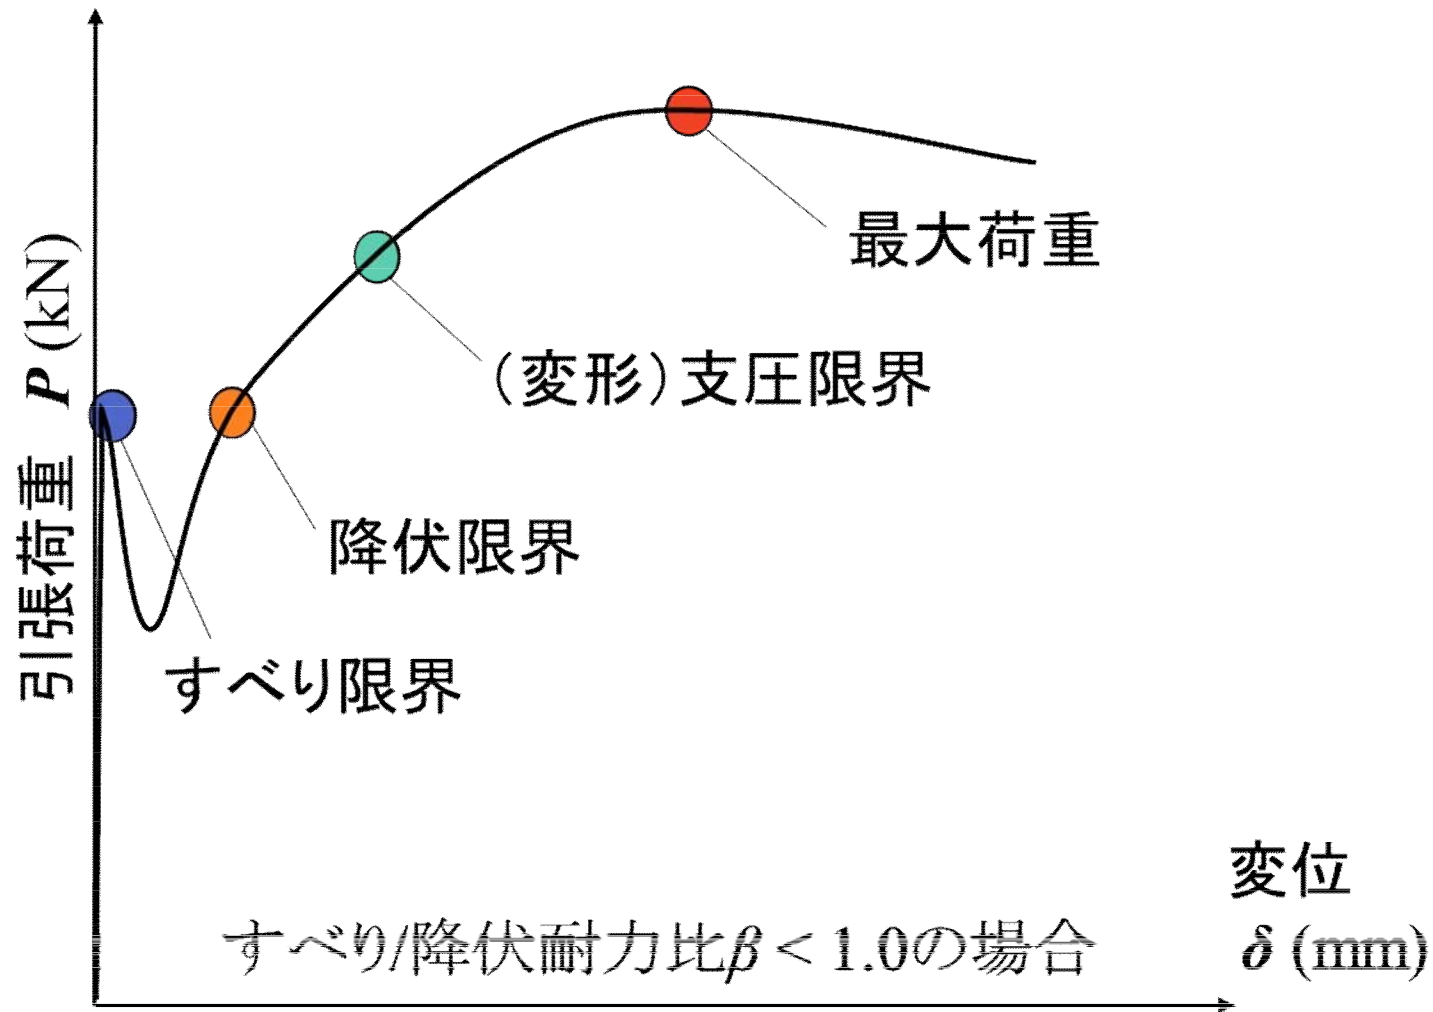 引張荷重 P (kN)
最大荷重
(変形)支圧限界
降伏限界
すべり限界
変位
δ (mm)
すべり/降伏耐力比β < 1.0の場合